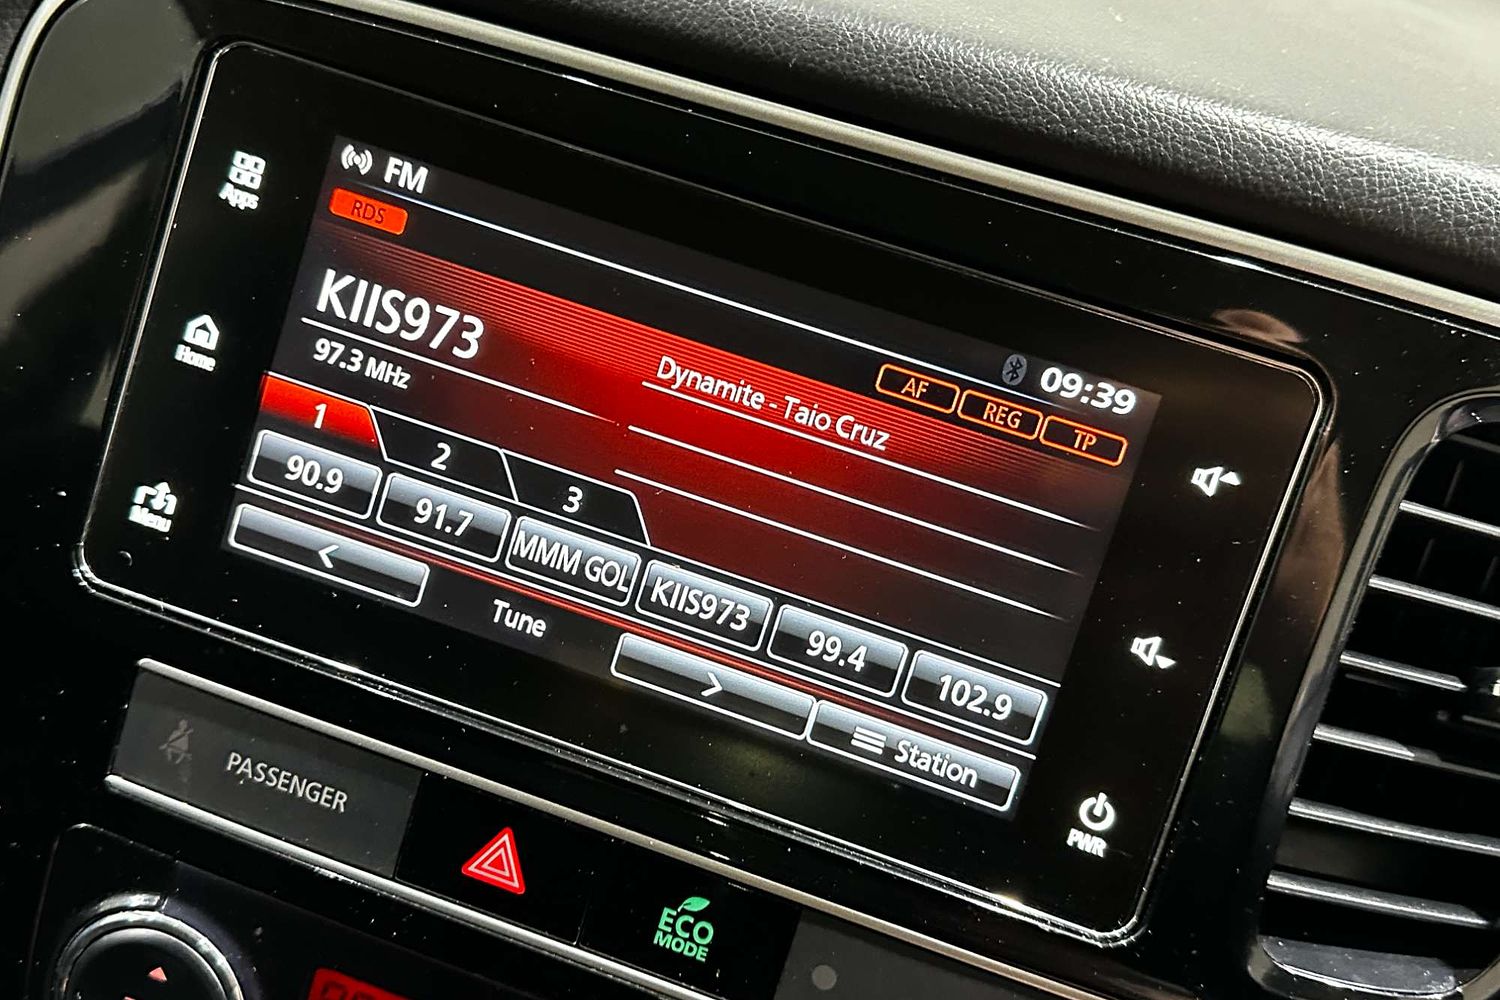 FM
RDS
Apps
KIIS973
97.3 MHz
Dynamite - Taio Cruz
09:39
AF
REG
TP
Home
1
2
3
90.9
91.7
MMM GOL
KIIS973
99.4
102.9
Menu
<
Tune
>
Station
PWR
PASSENGER
ECO
MODE